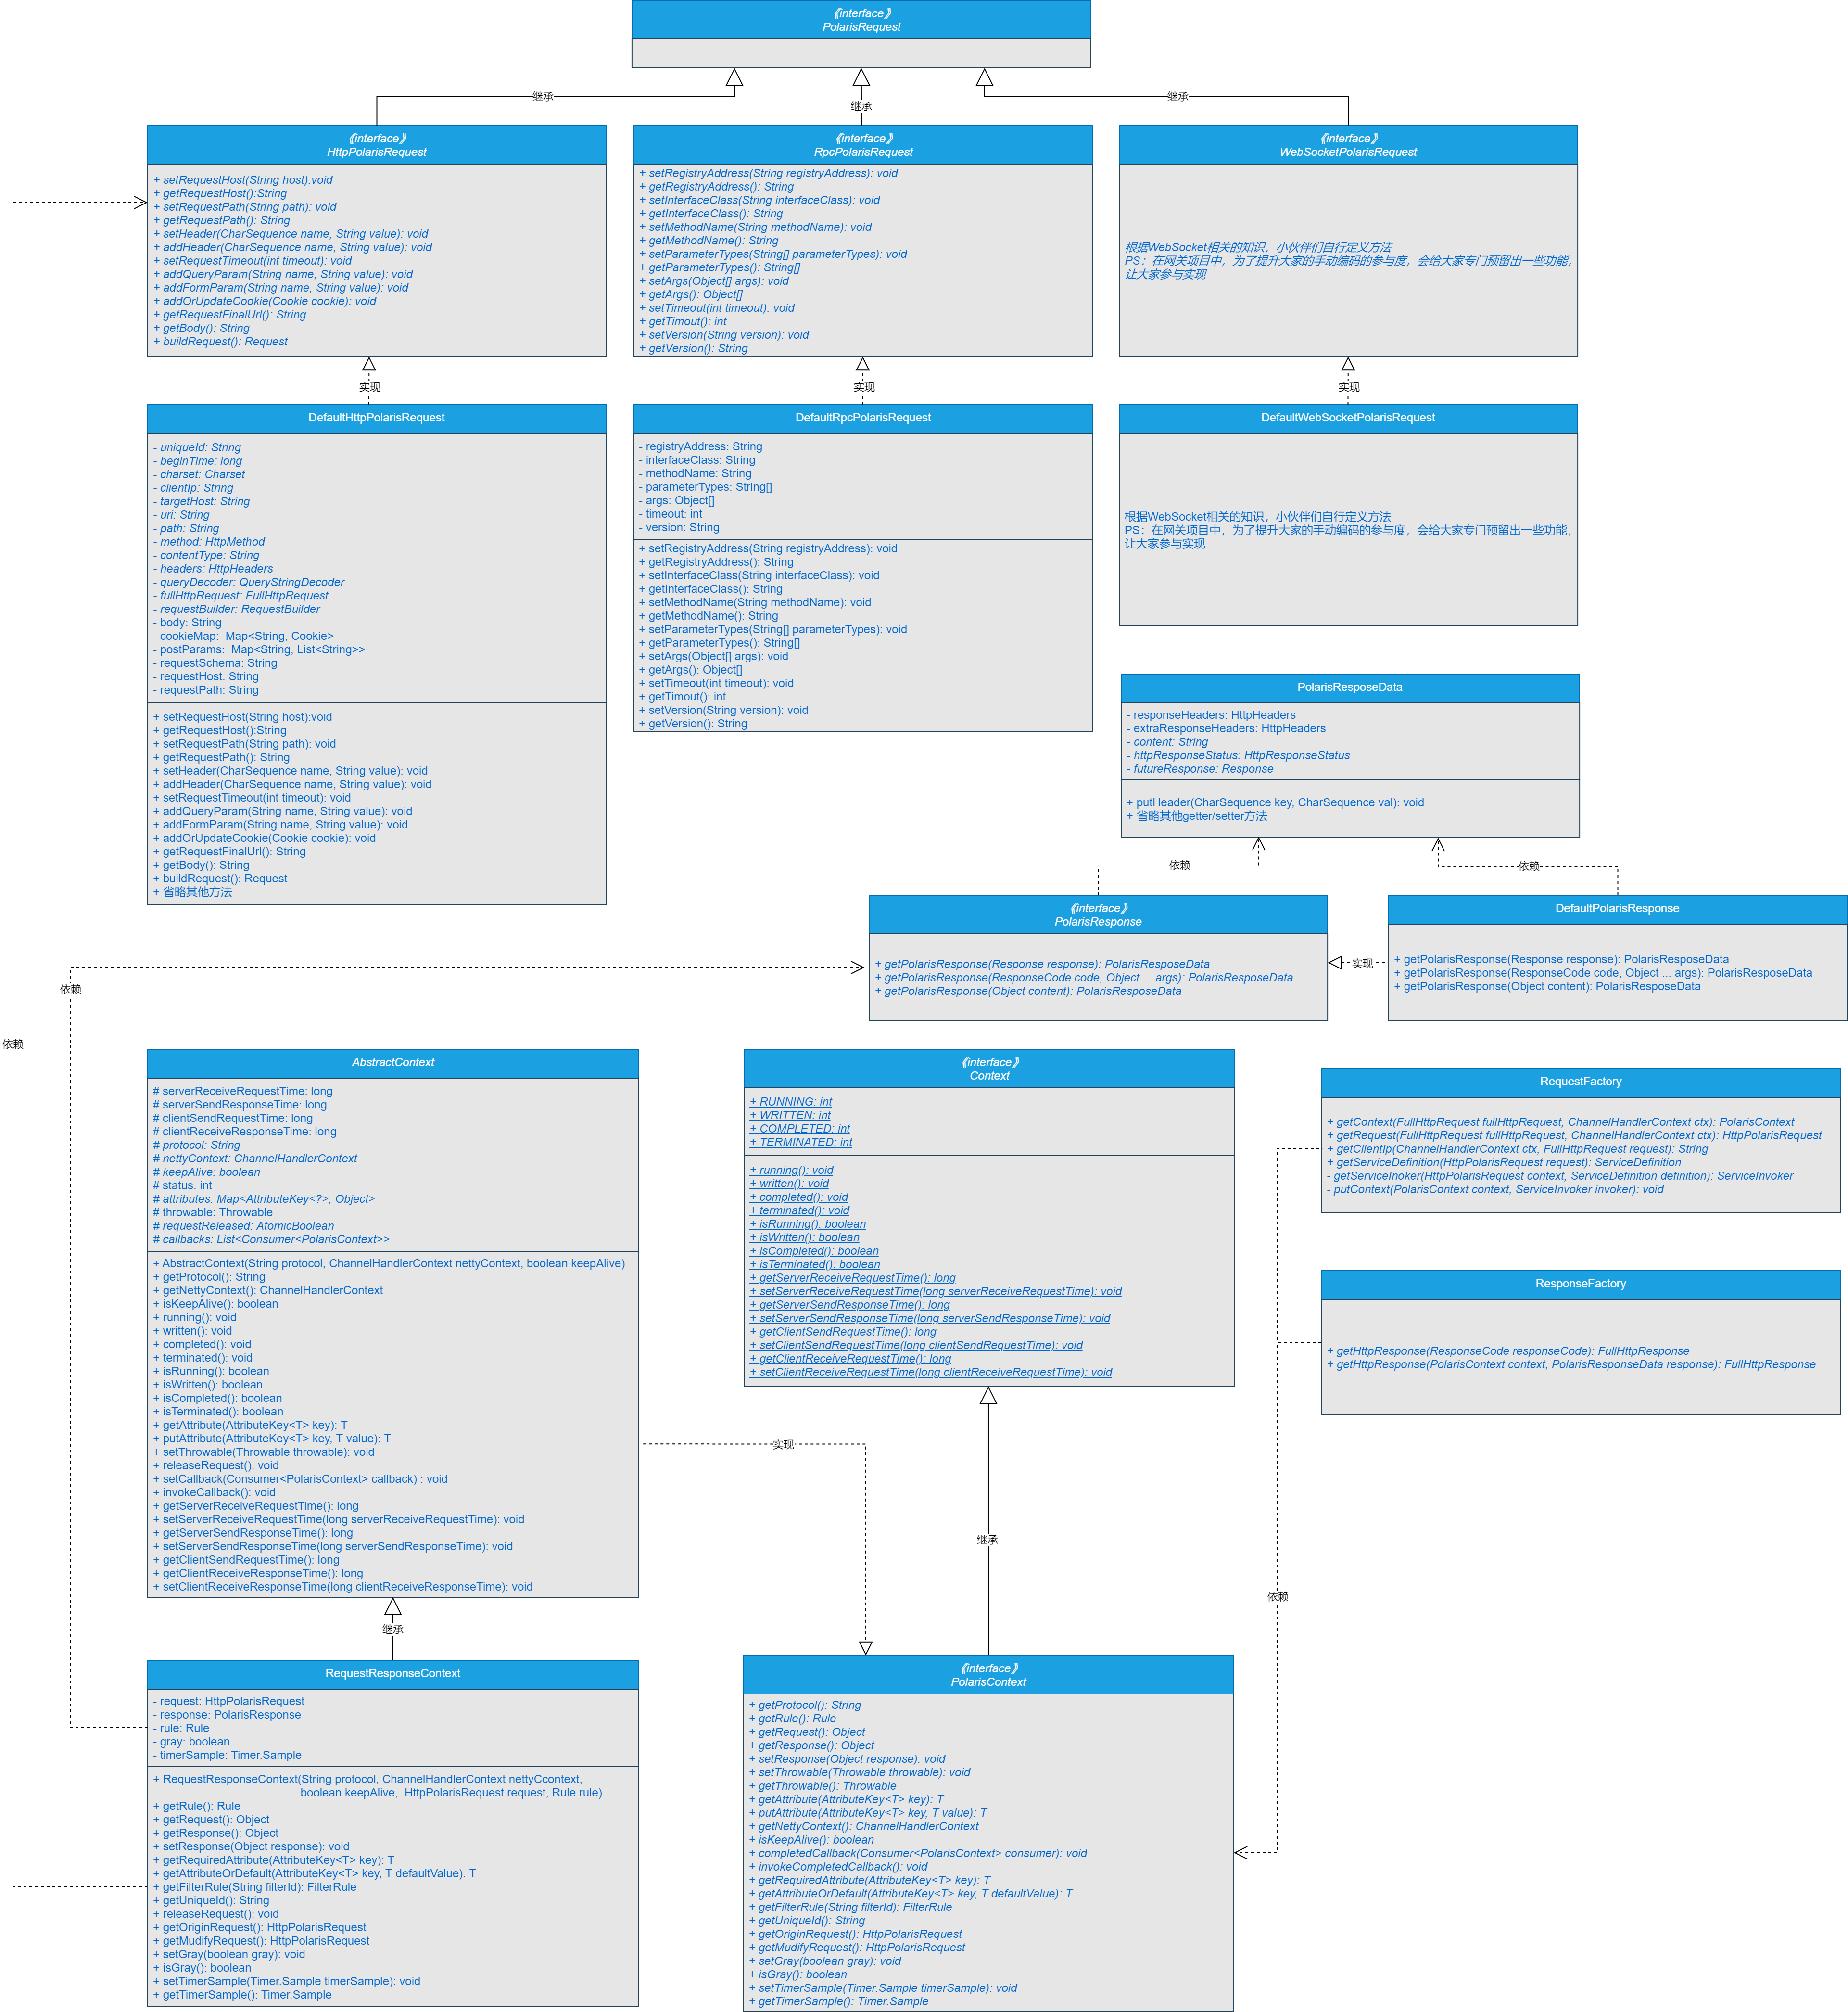 《interface》
PolarisRequest
继承
继承
继承
《interface》
HttpPolarisRequest
+ setRequestHost(String host):void
+ getRequestHost():String
+ setRequestPath(String path): void
+ getRequestPath(): String
+ setHeader(CharSequence name, String value): void
+ addHeader(CharSequence name, String value): void
+ setRequestTimeout(int timeout): void
+ addQueryParam(String name, String value): void
+ addFormParam(String name, String value): void
+ addOrUpdateCookie(Cookie cookie): void
+ getRequestFinalUrl(): String
+ getBody(): String
+ buildRequest(): Request
《interface》
RpcPolarisRequest
+ setRegistryAddress(String registryAddress): void
+ getRegistryAddress(): String
+ setInterfaceClass(String interfaceClass): void
+ getInterfaceClass(): String
+ setMethodName(String methodName): void
+ getMethodName(): String
+ setParameterTypes(String[] parameterTypes): void
+ getParameterTypes(): String[]
+ setArgs(Object[] args): void
+ getArgs(): Object[]
+ setTimeout(int timeout): void
+ getTimout(): int
+ setVersion(String version): void
+ getVersion(): String
《interface》
WebSocketPolarisRequest
根据WebSocket相关的知识，小伙伴们自行定义方法
PS：在网关项目中，为了提升大家的手动编码的参与度，会给大家专门预留出一些功能，
让大家参与实现
实现
实现
实现
DefaultHttpPolarisRequest
- uniqueId: String
- beginTime: long
- charset: Charset
- clientIp: String
- targetHost: String
- uri: String
- path: String
- method: HttpMethod
- contentType: String
- headers: HttpHeaders
- queryDecoder: QueryStringDecoder
- fullHttpRequest: FullHttpRequest
- requestBuilder: RequestBuilder
- body: String
- cookieMap:  Map<String, Cookie>
- postParams:  Map<String, List<String>>
- requestSchema: String
- requestHost: String
- requestPath: String
+ setRequestHost(String host):void
+ getRequestHost():String
+ setRequestPath(String path): void
+ getRequestPath(): String
+ setHeader(CharSequence name, String value): void
+ addHeader(CharSequence name, String value): void
+ setRequestTimeout(int timeout): void
+ addQueryParam(String name, String value): void
+ addFormParam(String name, String value): void
+ addOrUpdateCookie(Cookie cookie): void
+ getRequestFinalUrl(): String
+ getBody(): String
+ buildRequest(): Request
+ 省略其他方法
DefaultRpcPolarisRequest
- registryAddress: String
- interfaceClass: String
- methodName: String
- parameterTypes: String[]
- args: Object[]
- timeout: int
- version: String
+ setRegistryAddress(String registryAddress): void
+ getRegistryAddress(): String
+ setInterfaceClass(String interfaceClass): void
+ getInterfaceClass(): String
+ setMethodName(String methodName): void
+ getMethodName(): String
+ setParameterTypes(String[] parameterTypes): void
+ getParameterTypes(): String[]
+ setArgs(Object[] args): void
+ getArgs(): Object[]
+ setTimeout(int timeout): void
+ getTimout(): int
+ setVersion(String version): void
+ getVersion(): String
DefaultWebSocketPolarisRequest
根据WebSocket相关的知识，小伙伴们自行定义方法
PS：在网关项目中，为了提升大家的手动编码的参与度，会给大家专门预留出一些功能，
让大家参与实现
PolarisResposeData
- responseHeaders: HttpHeaders
- extraResponseHeaders: HttpHeaders
- content: String
- httpResponseStatus: HttpResponseStatus
- futureResponse: Response
+ putHeader(CharSequence key, CharSequence val): void
+ 省略其他getter/setter方法
依赖
依赖
《interface》
PolarisResponse
+ getPolarisResponse(Response response): PolarisResposeData
+ getPolarisResponse(ResponseCode code, Object ... args): PolarisResposeData
+ getPolarisResponse(Object content): PolarisResposeData
实现
DefaultPolarisResponse
+ getPolarisResponse(Response response): PolarisResposeData
+ getPolarisResponse(ResponseCode code, Object ... args): PolarisResposeData
+ getPolarisResponse(Object content): PolarisResposeData
依赖
依赖
AbstractContext
# serverReceiveRequestTime: long
# serverSendResponseTime: long
# clientSendRequestTime: long
# clientReceiveResponseTime: long
# protocol: String
# nettyContext: ChannelHandlerContext
# keepAlive: boolean
# status: int
# attributes: Map<AttributeKey<?>, Object>
# throwable: Throwable
# requestReleased: AtomicBoolean
# callbacks: List<Consumer<PolarisContext>>
+ AbstractContext(String protocol, ChannelHandlerContext nettyContext, boolean keepAlive)
+ getProtocol(): String
+ getNettyContext(): ChannelHandlerContext
+ isKeepAlive(): boolean
+ running(): void
+ written(): void
+ completed(): void
+ terminated(): void
+ isRunning(): boolean
+ isWritten(): boolean
+ isCompleted(): boolean
+ isTerminated(): boolean
+ getAttribute(AttributeKey<T> key): T
+ putAttribute(AttributeKey<T> key, T value): T
+ setThrowable(Throwable throwable): void
+ releaseRequest(): void
+ setCallback(Consumer<PolarisContext> callback) : void
+ invokeCallback(): void
+ getServerReceiveRequestTime(): long
+ setServerReceiveRequestTime(long serverReceiveRequestTime): void
+ getServerSendResponseTime(): long
+ setServerSendResponseTime(long serverSendResponseTime): void
+ getClientSendRequestTime(): long
+ getClientReceiveResponseTime(): long
+ setClientReceiveResponseTime(long clientReceiveResponseTime): void
《interface》
Context
+ RUNNING: int
+ WRITTEN: int
+ COMPLETED: int
+ TERMINATED: int
+ running(): void
+ written(): void
+ completed(): void
+ terminated(): void
+ isRunning(): boolean
+ isWritten(): boolean
+ isCompleted(): boolean
+ isTerminated(): boolean
+ getServerReceiveRequestTime(): long
+ setServerReceiveRequestTime(long serverReceiveRequestTime): void
+ getServerSendResponseTime(): long
+ setServerSendResponseTime(long serverSendResponseTime): void
+ getClientSendRequestTime(): long
+ setClientSendRequestTime(long clientSendRequestTime): void
+ getClientReceiveRequestTime(): long
+ setClientReceiveRequestTime(long clientReceiveRequestTime): void
RequestFactory
+ getContext(FullHttpRequest fullHttpRequest, ChannelHandlerContext ctx): PolarisContext
+ getRequest(FullHttpRequest fullHttpRequest, ChannelHandlerContext ctx): HttpPolarisRequest
+ getClientIp(ChannelHandlerContext ctx, FullHttpRequest request): String
+ getServiceDefinition(HttpPolarisRequest request): ServiceDefinition
- getServiceInoker(HttpPolarisRequest context, ServiceDefinition definition): ServiceInvoker
- putContext(PolarisContext context, ServiceInvoker invoker): void
ResponseFactory
+ getHttpResponse(ResponseCode responseCode): FullHttpResponse
+ getHttpResponse(PolarisContext context, PolarisResponseData response): FullHttpResponse
实现
继承
依赖
继承
RequestResponseContext
- request: HttpPolarisRequest
- response: PolarisResponse
- rule: Rule
- gray: boolean
- timerSample: Timer.Sample
+ RequestResponseContext(String protocol, ChannelHandlerContext nettyCcontext,
boolean keepAlive,  HttpPolarisRequest request, Rule rule)
+ getRule(): Rule
+ getRequest(): Object
+ getResponse(): Object
+ setResponse(Object response): void
+ getRequiredAttribute(AttributeKey<T> key): T
+ getAttributeOrDefault(AttributeKey<T> key, T defaultValue): T
+ getFilterRule(String filterId): FilterRule
+ getUniqueId(): String
+ releaseRequest(): void
+ getOriginRequest(): HttpPolarisRequest
+ getMudifyRequest(): HttpPolarisRequest
+ setGray(boolean gray): void
+ isGray(): boolean
+ setTimerSample(Timer.Sample timerSample): void
+ getTimerSample(): Timer.Sample
《interface》
PolarisContext
+ getProtocol(): String
+ getRule(): Rule
+ getRequest(): Object
+ getResponse(): Object
+ setResponse(Object response): void
+ setThrowable(Throwable throwable): void
+ getThrowable(): Throwable
+ getAttribute(AttributeKey<T> key): T
+ putAttribute(AttributeKey<T> key, T value): T
+ getNettyContext(): ChannelHandlerContext
+ isKeepAlive(): boolean
+ completedCallback(Consumer<PolarisContext> consumer): void
+ invokeCompletedCallback(): void
+ getRequiredAttribute(AttributeKey<T> key): T
+ getAttributeOrDefault(AttributeKey<T> key, T defaultValue): T
+ getFilterRule(String filterId): FilterRule
+ getUniqueId(): String
+ getOriginRequest(): HttpPolarisRequest
+ getMudifyRequest(): HttpPolarisRequest
+ setGray(boolean gray): void
+ isGray(): boolean
+ setTimerSample(Timer.Sample timerSample): void
+ getTimerSample(): Timer.Sample